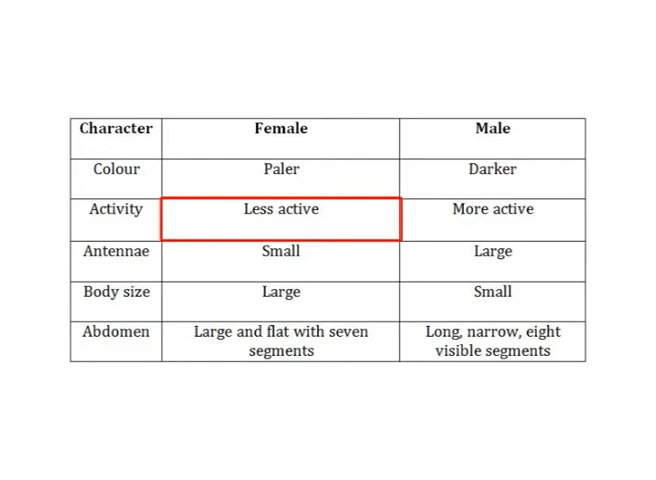 Character Female Male
Colour Paler Darker
Activity Less active More active
Antennae Small Large
Body size Large Small
Abdomen Large and flat with seven Long, narrow, eight
segments visible segments